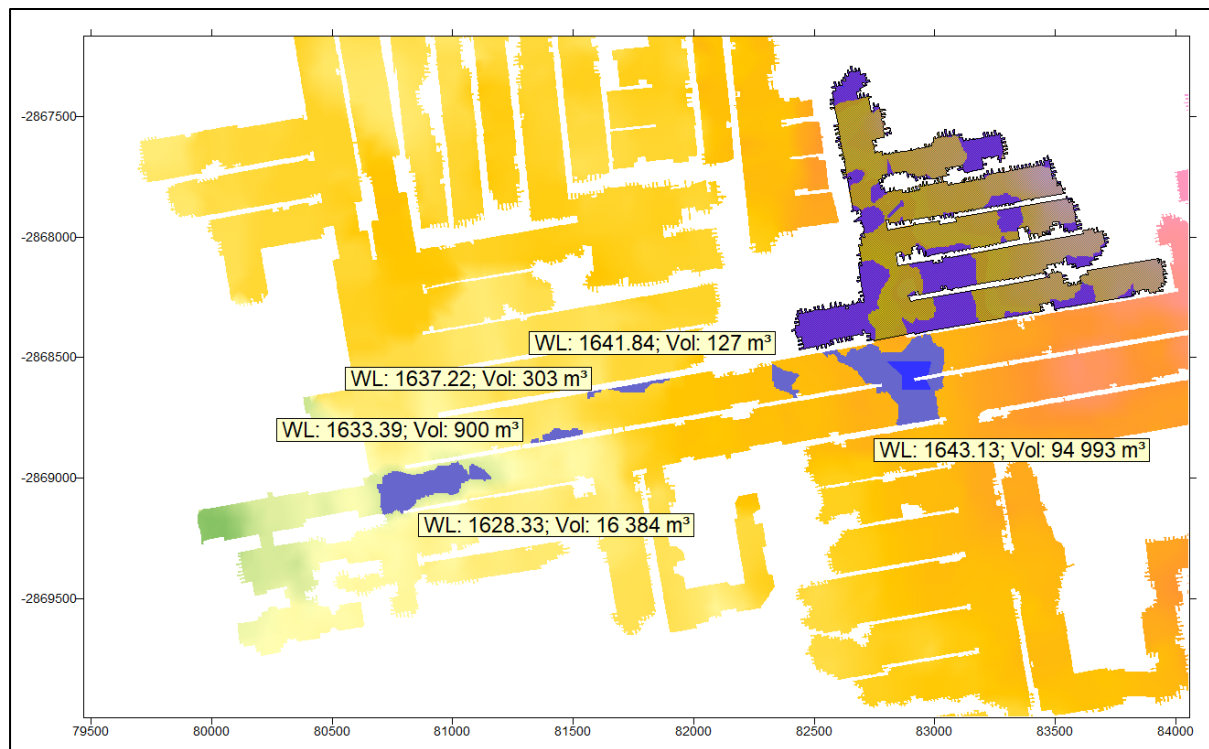 -2867500
-2868000
-2868500
-2869000
-2869500
WL: 1641.84; Vol: 127 m³
WL: 1637.22; Vol: 303 m³
WL: 1633.39; Vol: 900 m³
WL: 1643.13; Vol: 94 993 m³
WL: 1628.33; Vol: 16 384 m³
79500 80000 80500 81000 81500 82000 82500 83000 83500 84000